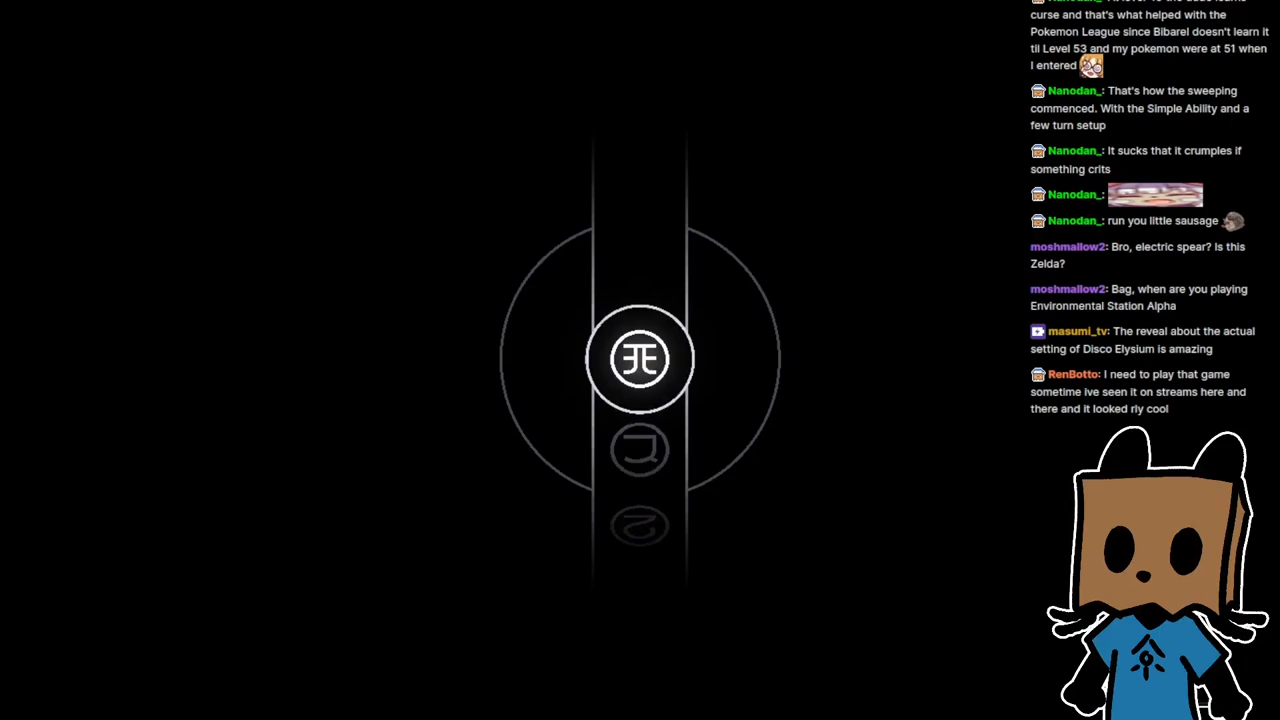 curse and that's what helped with the
Pokemon League since Bibarel doesn't learn it
til Level 53 and my pokemon were at 51 when
I entered
Nanodan_: That's how the sweeping
commenced. With the Simple Ability and a
few turn setup
Nanodan_: It sucks that it crumples if
something crits
Nanodan_:
Nanodan_: run you little sausage
moshmallow2: Bro, electric spear? Is this
Zelda?
moshmallow2: Bag, when are you playing
Environmental Station Alpha
masumi_tv: The reveal about the actual
setting of Disco Elysium is amazing
RenBotto: I need to play that game
sometime Ive seen it on streams here and
there and it looked rly cool